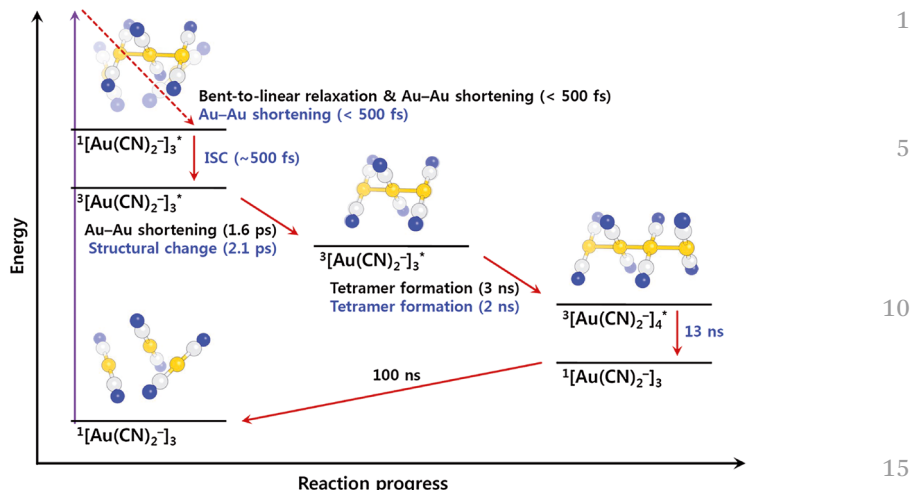 1
Bent-to-linear relaxation & Au–Au shortening (< 500 fs)
Au–Au shortening (< 500 fs)
¹[Au(CN)₂⁻]₃*
5
ISC (~500 fs)
³[Au(CN)₂⁻]₃*
Au–Au shortening (1.6 ps)
Structural change (2.1 ps)
³[Au(CN)₂⁻]₃*
Tetramer formation (3 ns)
Tetramer formation (2 ns)
10
³[Au(CN)₂⁻]₄*
13 ns
¹[Au(CN)₂⁻]₃
100 ns
¹[Au(CN)₂⁻]₃
15
Energy
Reaction progress